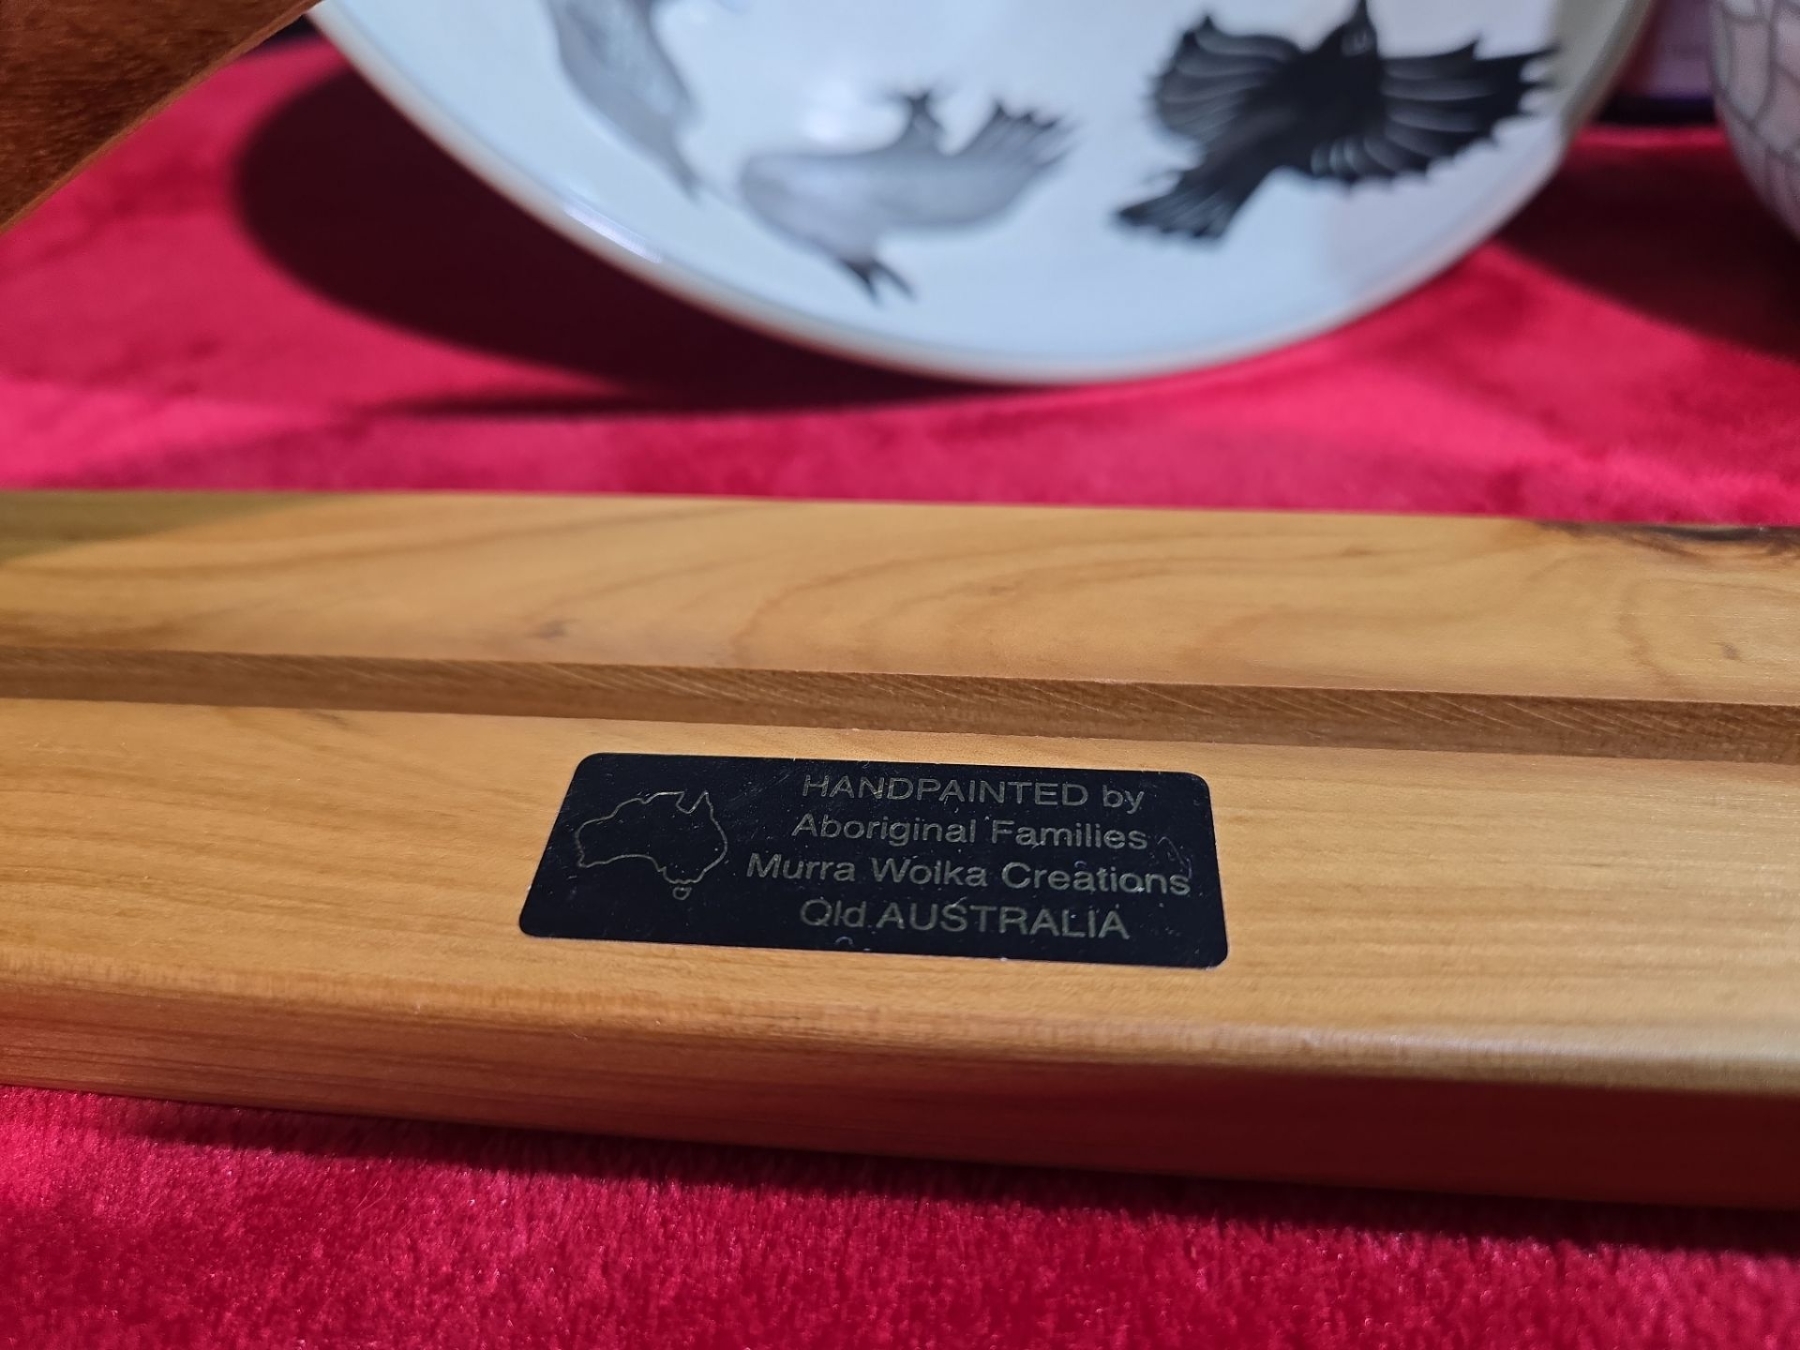 HANDPAINTED by
Aboriginal Families
Murra Wolka Creations
Qld.AUSTRALIA